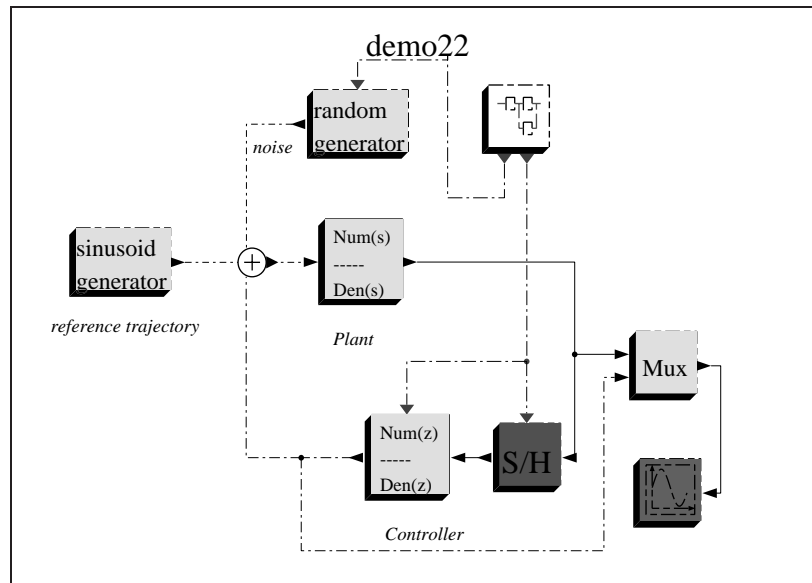 demo22
random
generator
noise
sinusoid
generator
reference trajectory
+
Num(s)
-----
Den(s)
Plant
Mux
Num(z)
-----
Den(z)
S/H
Controller